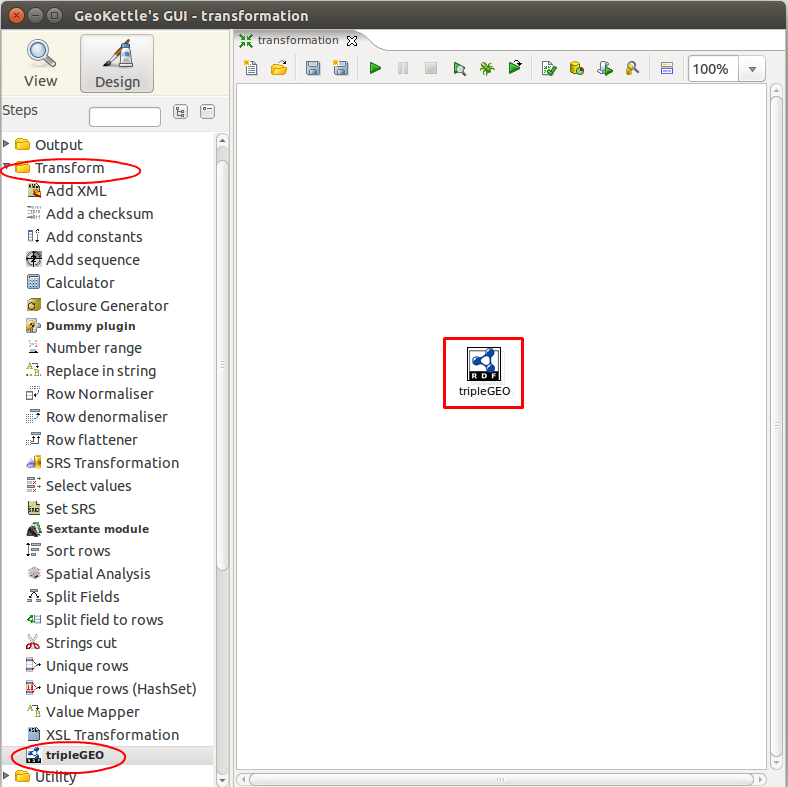 GeoKettle's GUI - transformation
View
Design
Steps
transformation
100%
Output
Transform
Add XML
Add a checksum
Add constants
Add sequence
Calculator
Closure Generator
Dummy plugin
Number range
Replace in string
Row Normaliser
Row denormaliser
Row flattener
SRS Transformation
Select values
Set SRS
Sextante module
Sort rows
Spatial Analysis
Split Fields
Split field to rows
Strings cut
Unique rows
Unique rows (HashSet)
Value Mapper
XSL Transformation
tripleGEO
Utility
RDF
tripleGEO